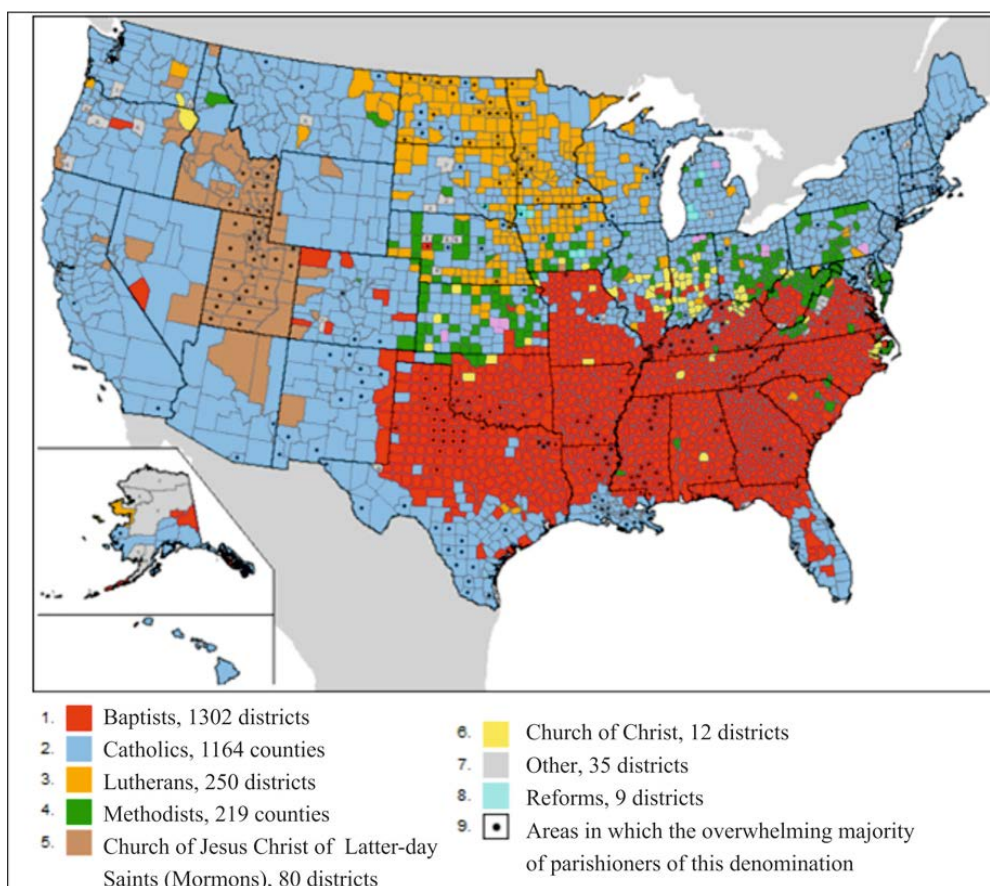 1. Baptists, 1302 districts
2. Catholics, 1164 counties
3. Lutherans, 250 districts
4. Methodists, 219 counties
5. Church of Jesus Christ of Latter-day
Saints (Mormons), 80 districts
6. Church of Christ, 12 districts
7. Other, 35 districts
8. Reforms, 9 districts
9. Areas in which the overwhelming majority
of parishioners of this denomination